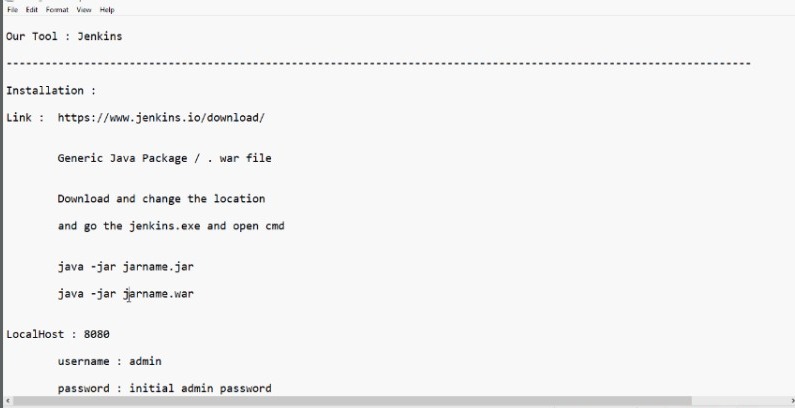 File Edit Format View Help
Our Tool : Jenkins
---------------------------------------------------------------------------------------------------------------------
Installation :
Link : https://www.jenkins.io/download/
Generic Java Package / . war file
Download and change the location
and go the jenkins.exe and open cmd
java -jar jarname.jar
java -jar jarname.war
LocalHost : 8080
username : admin
password : initial admin password